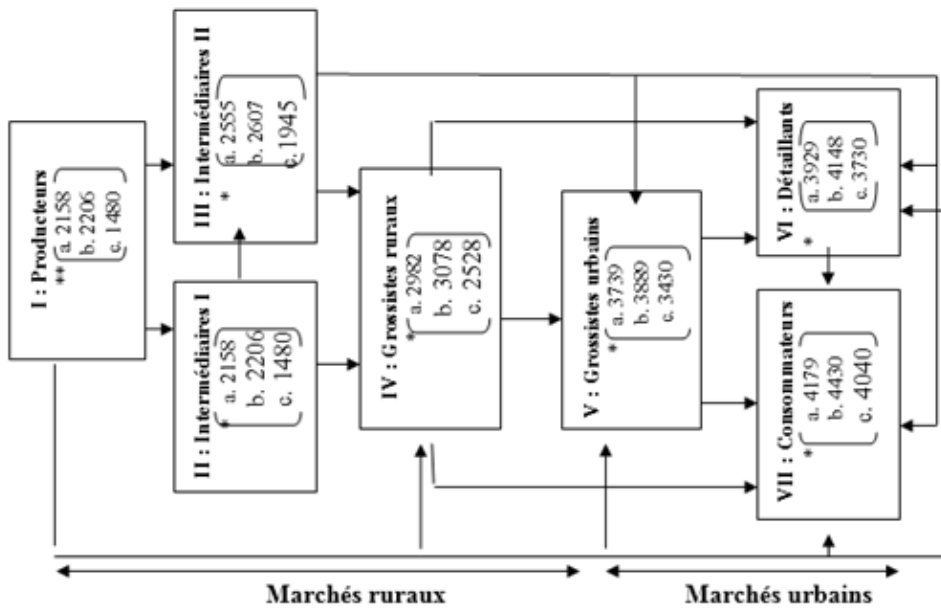 I : Producteurs
** a. 2158
b. 2206
c. 1480
II : Intermédiaires I
* a. 2158
b. 2206
c. 1480
III : Intermédiaires II
* a. 2555
b. 2607
c. 1945
IV : Grossistes ruraux
* a. 2982
b. 3078
c. 2528
V : Grossistes urbains
* a. 3739
b. 3889
c. 3430
VI : Détaillants
* a. 3929
b. 4148
c. 3730
VII : Consommateurs
* a. 4179
b. 4430
c. 4040
Marchés ruraux
Marchés urbains